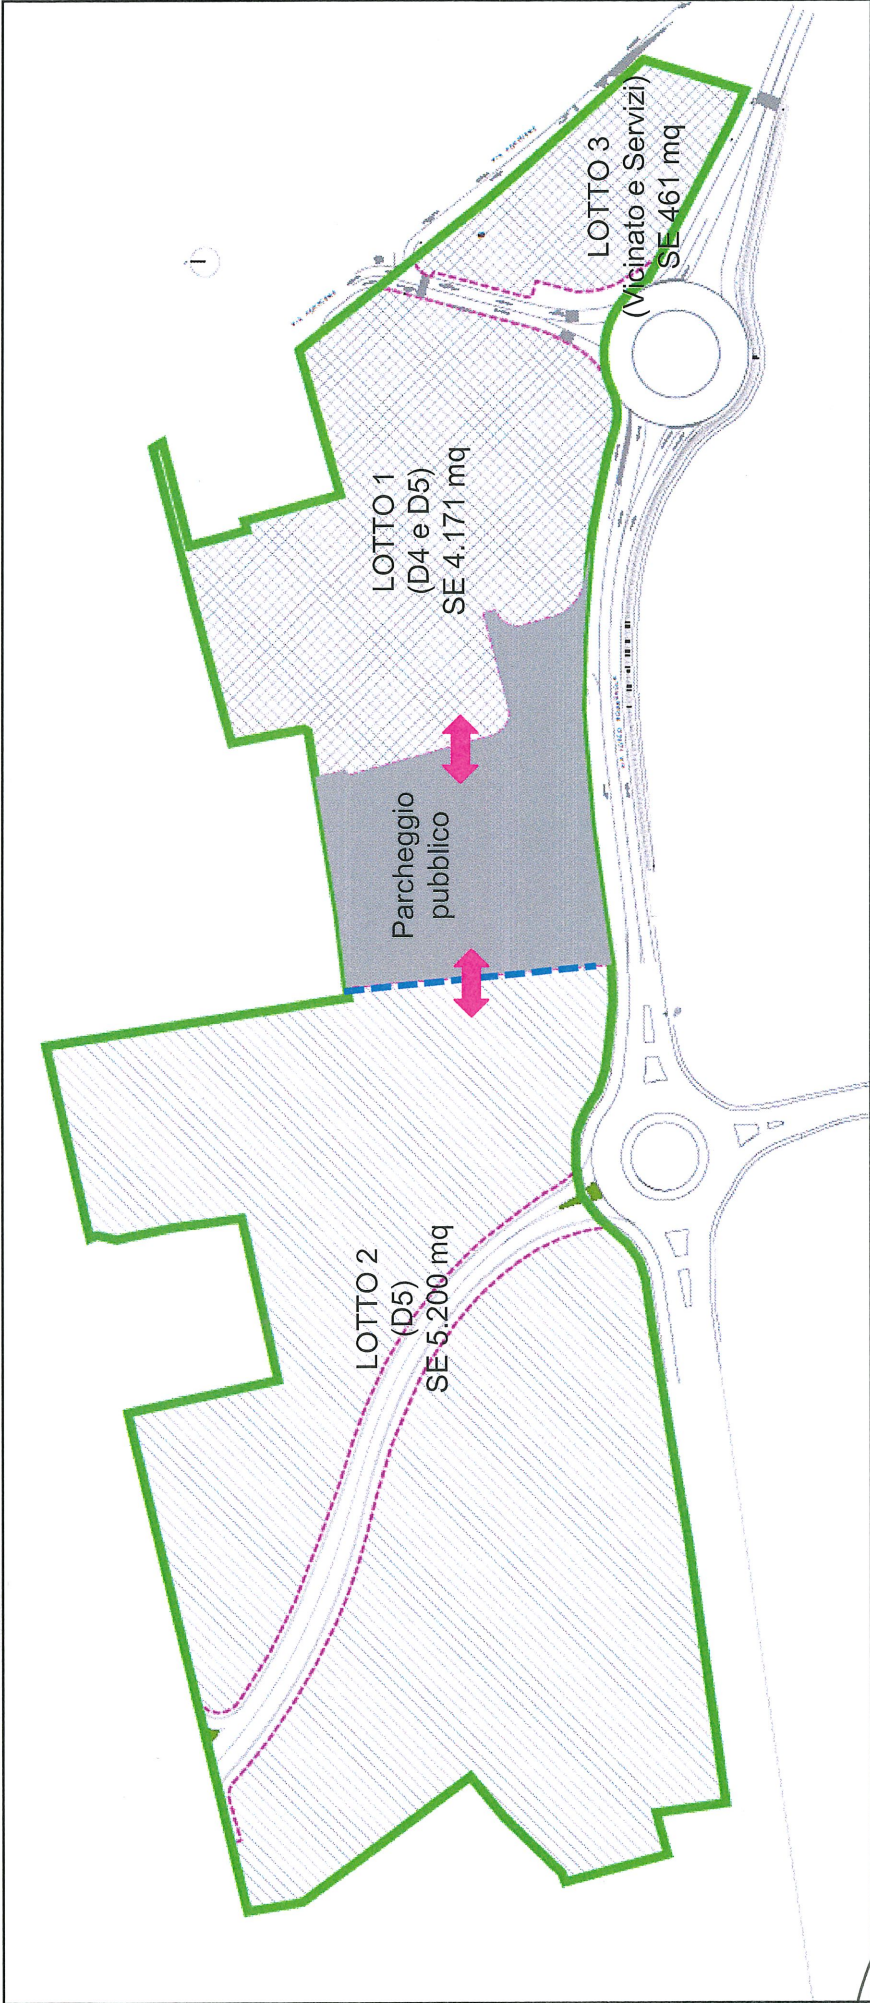 LOTTO 2
(D5)
SE 5.200 mq
Parcheggio
pubblico
LOTTO 1
(D4 e D5)
SE 4.171 mq
LOTTO 3
(Vicinato e Servizi)
SE 461 mq